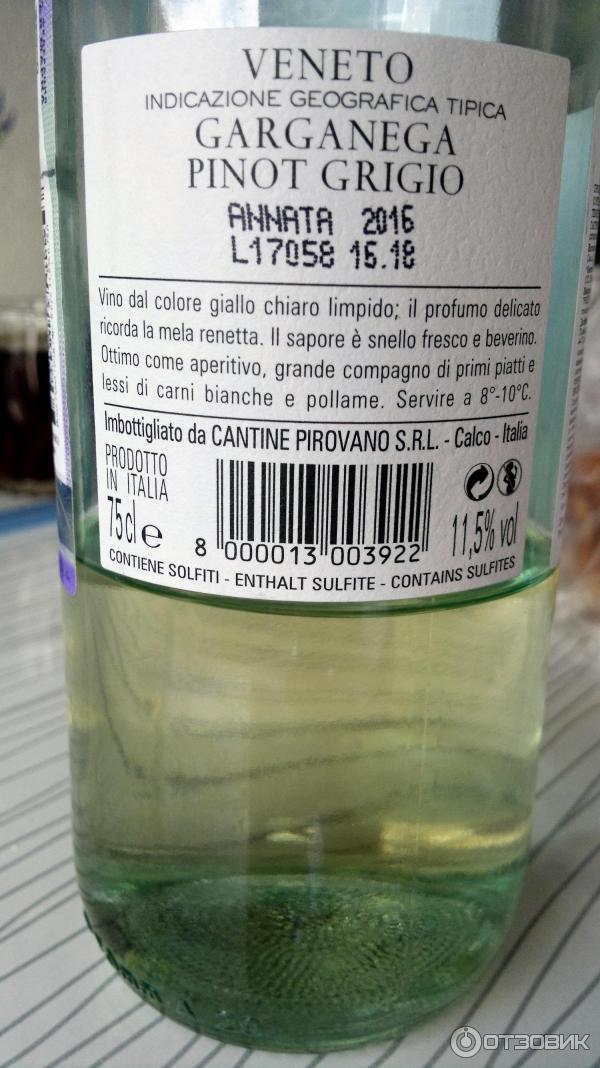 VENETO
INDICAZIONE GEOGRAFICA TIPICA
GARGANEGA
PINOT GRIGIO
ANNATA 2016
L17058 16.18
Vino dal colore giallo chiaro limpido; il profumo delicato
ricorda la mela renetta. Il sapore è snello fresco e beverino.
Ottimo come aperitivo, grande compagno di primi piatti e
lessi di carni bianche e pollame. Servire a 8°-10°C.
Imbottigliato da CANTINE PIROVANO S.R.L. - Calco - Italia
PRODOTTO
IN ITALIA
75cl e
8 000013 003922
11,5% vol
CONTIENE SOLFITI - ENTHALT SULFITE - CONTAINS SULFITES
ОТЗОВИК